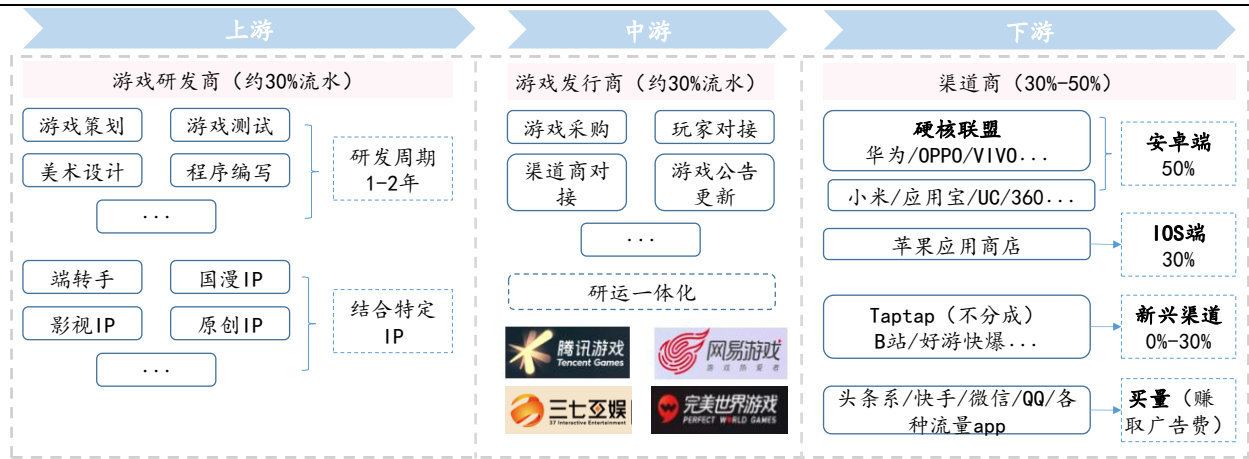 上游
游戏研发商（约30%流水）
游戏策划
游戏测试
美术设计
程序编写
...
研发周期
1-2年
端转手
国漫IP
影视IP
原创IP
...
结合特定
IP
中游
游戏发行商（约30%流水）
游戏采购
玩家对接
渠道商对
接
游戏公告
更新
...
研运一体化
腾讯游戏
Tencent Games
网易游戏
游戏热爱者
三七互娱
37 Interactive Entertainment
完美世界游戏
PERFECT WORLD GAMES
下游
渠道商（30%-50%）
硬核联盟
华为/OPPO/VIVO...
小米/应用宝/UC/360...
安卓端
50%
苹果应用商店
IOS端
30%
Taptap（不分成）
B站/好游快爆...
新兴渠道
0%-30%
头条系/快手/微信/QQ/各
种流量app
买量（赚
取广告费）